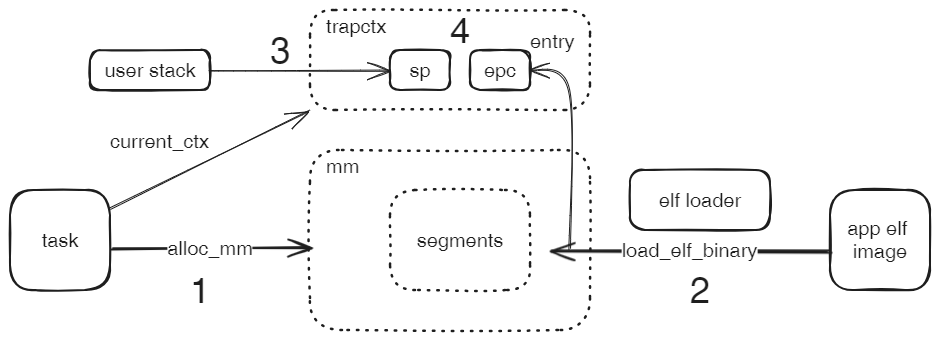 trapctx
4
entry
3
user stack
sp
epc
current_ctx
mm
elf loader
task
segments
app elf
image
alloc_mm
load_elf_binary
1
2